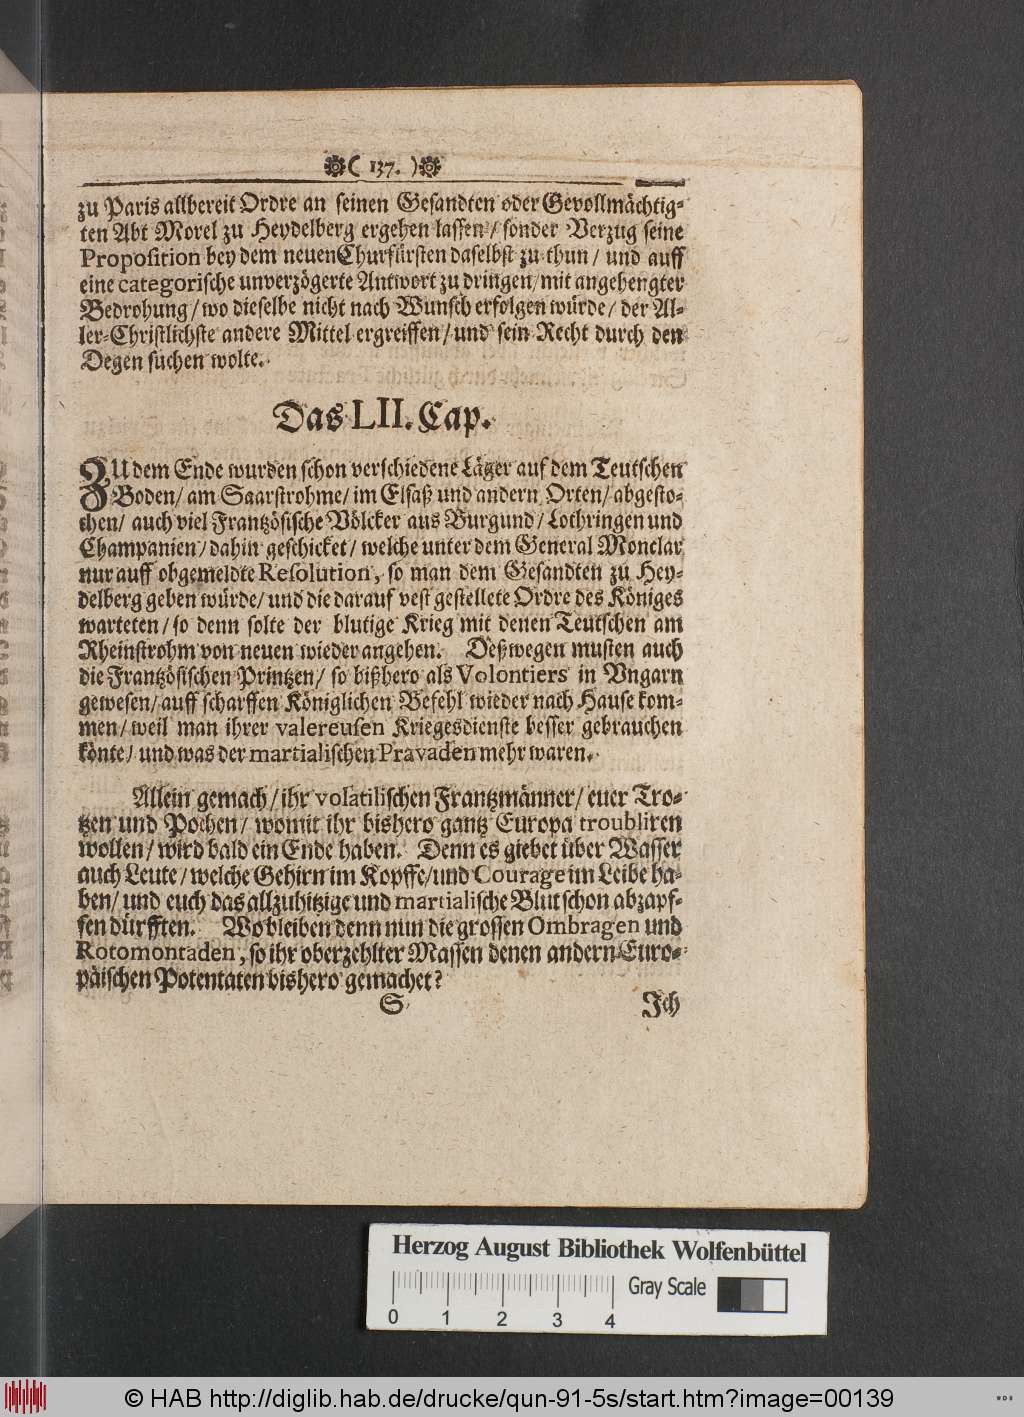 ( 137. )
zu Paris allbereit Ordre an seinen Gesandten oder Gevollmächtig-
ten Abt Morel zu Heydelberg ergehen lassen / sonder Verzug seine
Proposition bey dem neuen Churfürsten daselbst zu thun / und auff
eine categorische unverzögerte Antwort zu dringen / mit angehengter
Bedrohung / wo dieselbe nicht nach Wunsch erfolgen würde / der Al-
ler-Christlichste andere Mittel ergreiffen / und sein Recht durch den
Degen suchen wolte.
Das LII. Cap.
ZU dem Ende wurden schon verschiedene Läger auf dem Teutschen
Boden / am Saarstrohme / im Elsaß und andern Orten / abgesto-
chen / auch viel Frantzösische Völcker aus Burgund / Lothringen und
Champanien / dahin geschicket / welche unter dem General Monclar
nur auff obgemeldte Resolution, so man dem Gesandten zu Hey-
delberg geben würde / und die darauf vest gestellete Ordre des Königes
warteten / so denn solte der blutige Krieg mit denen Teutschen am
Rheinstrohm von neuen wieder angehen. Deßwegen musten auch
die Frantzösischen Printzen / so bißhero als Volontiers in Vngarn
gewesen / auff scharffen Königlichen Befehl wieder nach Hause kom-
men / weil man ihrer valereusen Kriegesdienste besser gebrauchen
könte / und was der martialischen Pravaden mehr waren.
Allein gemach / ihr volatilischen Frantzmänner / euer Tro-
tzen und Pochen / womit ihr bishero gantz Europa troubliren
wollen / wird bald ein Ende haben. Denn es giebet über Wasser
auch Leute / welche Gehirn im Kopffe / und Courage im Leibe ha-
ben / und euch das allzuhitzige und martialische Blut schon abzapf-
fen dürfften. Wo bleiben denn nun die grossen Ombragen und
Rotomontaden, so ihr oberzehlter Massen denen andern Euro-
päischen Potentaten bishero gemachet?
S
Ich
Herzog August Bibliothek Wolfenbüttel
Gray Scale
0 1 2 3 4
© HAB http://diglib.hab.de/drucke/qun-91-5s/start.htm?image=00139